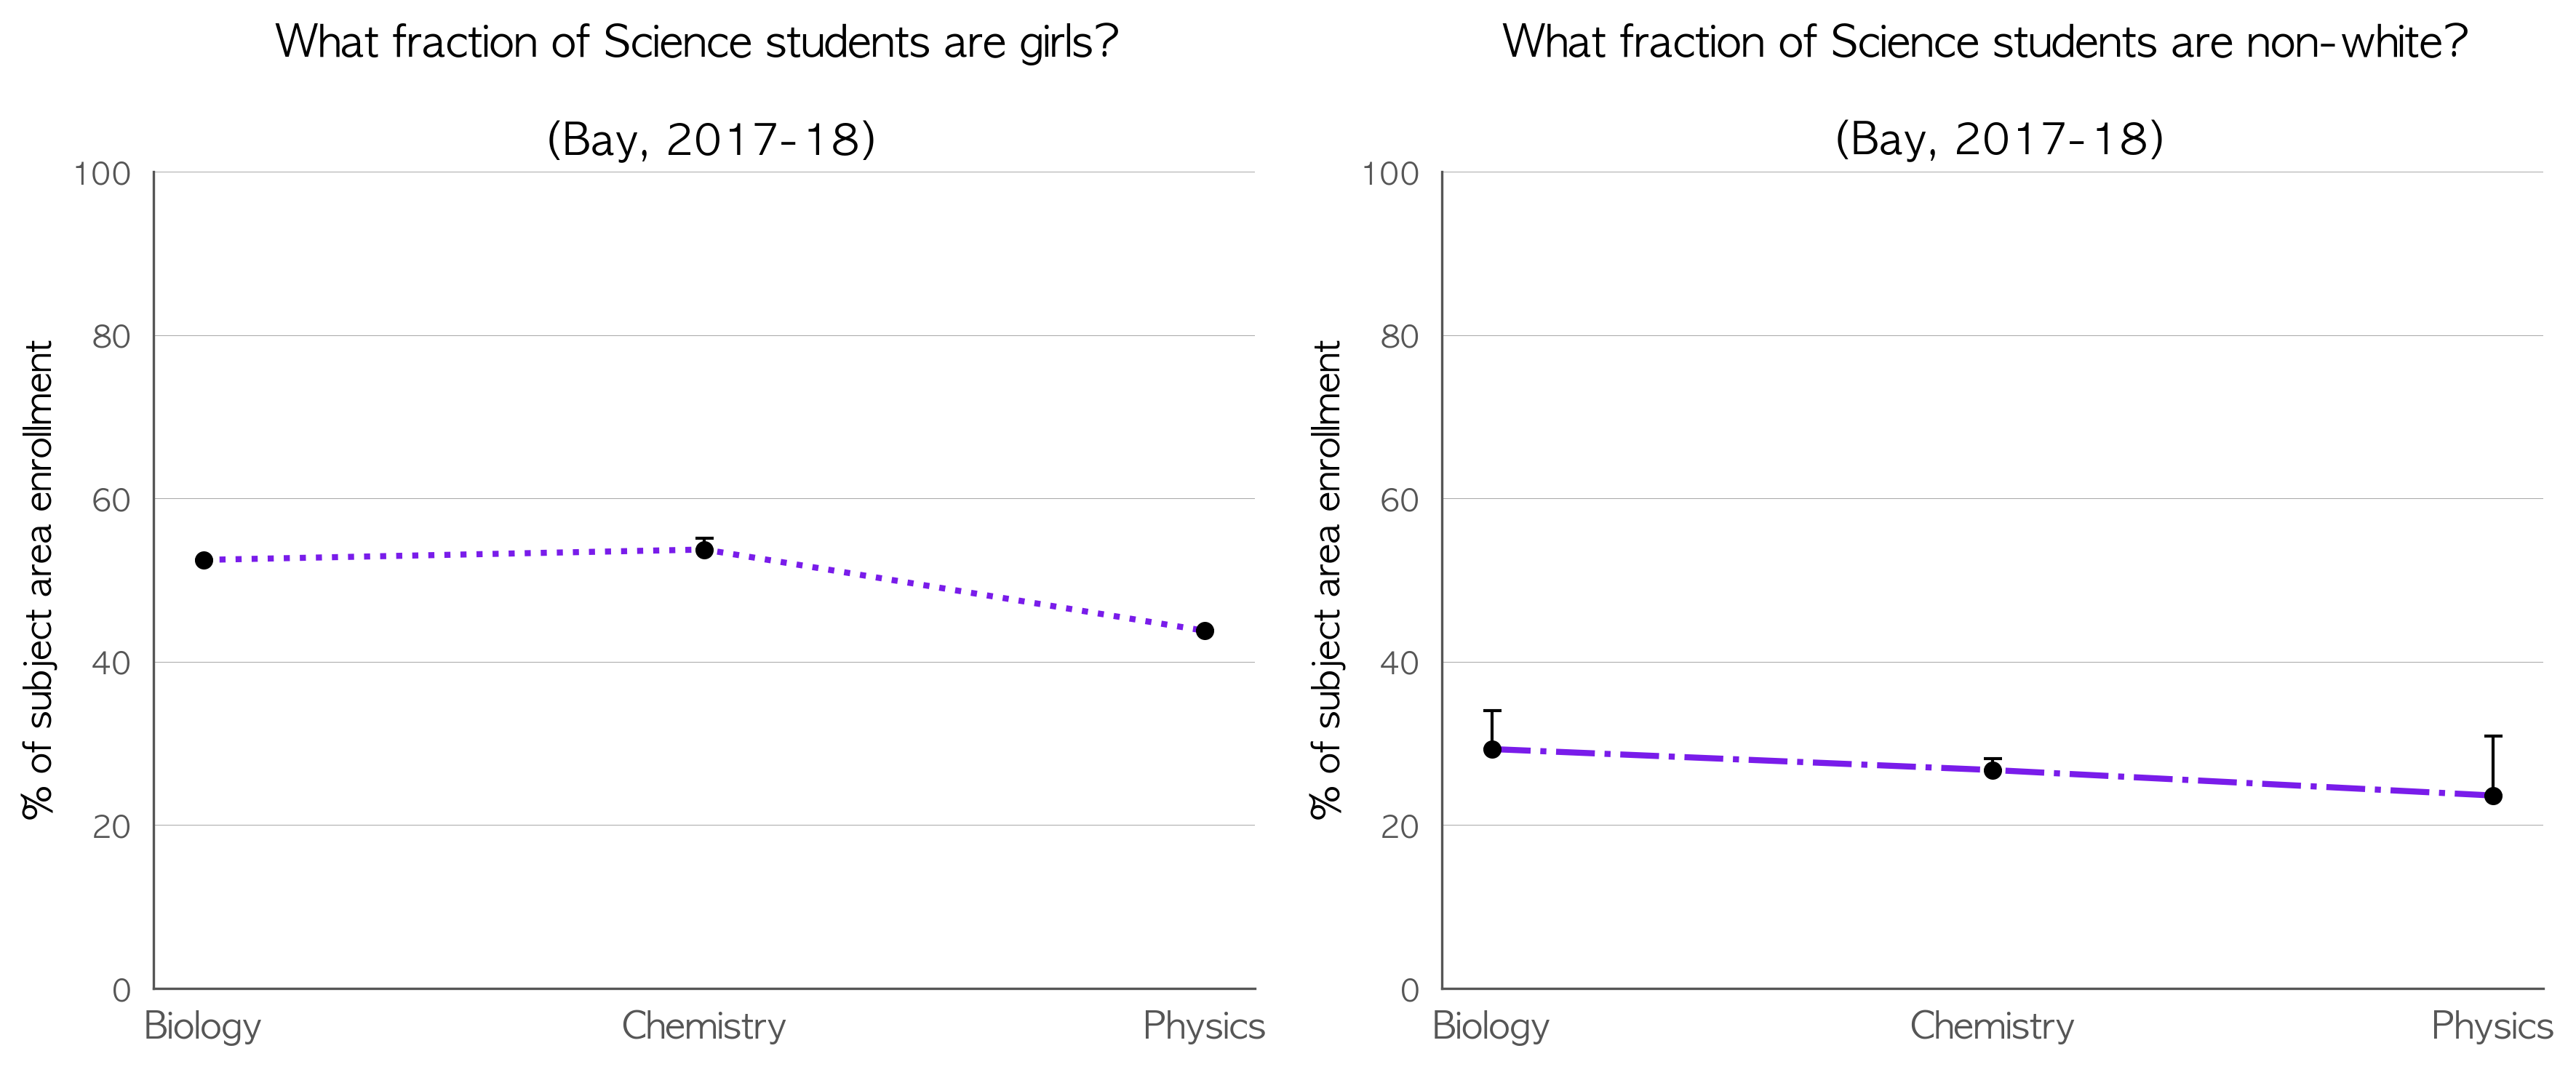 What fraction of Science students are girls?
(Bay, 2017-18)
% of subject area enrollment
100
80
60
40
20
0
Biology
Chemistry
Physics
What fraction of Science students are non-white?
(Bay, 2017-18)
% of subject area enrollment
100
80
60
40
20
0
Biology
Chemistry
Physics